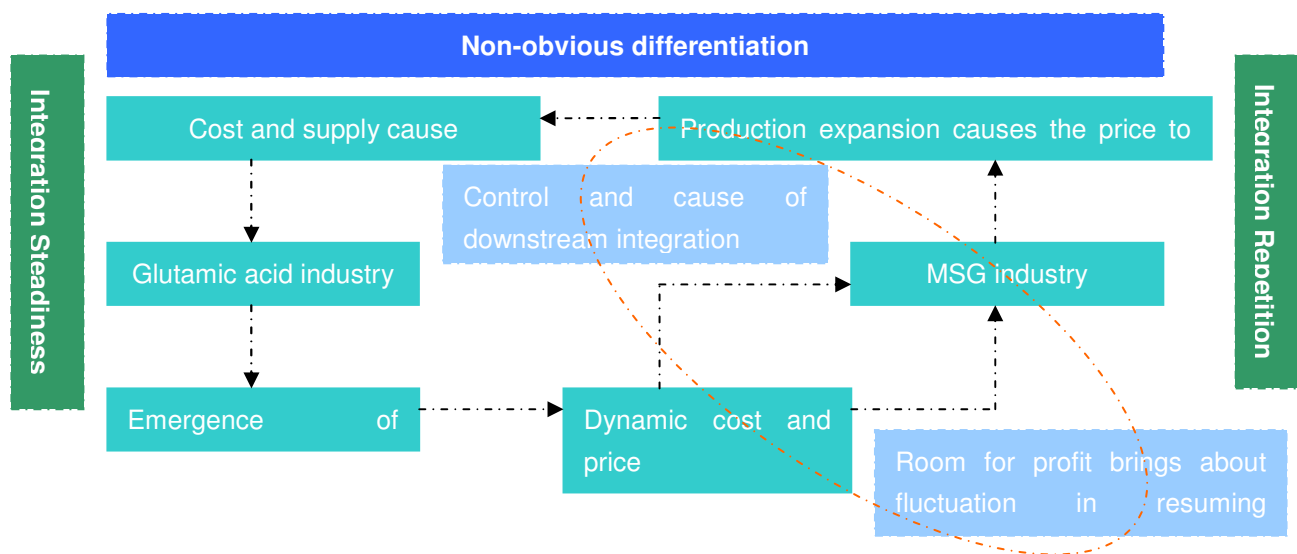 Non-obvious differentiation
Integration Steadiness
Integration Repetition
Cost and supply cause
Production expansion causes the price to
Control and cause of
downstream integration
Glutamic acid industry
MSG industry
Emergence of
Dynamic cost and
price
Room for profit brings about
fluctuation in resuming